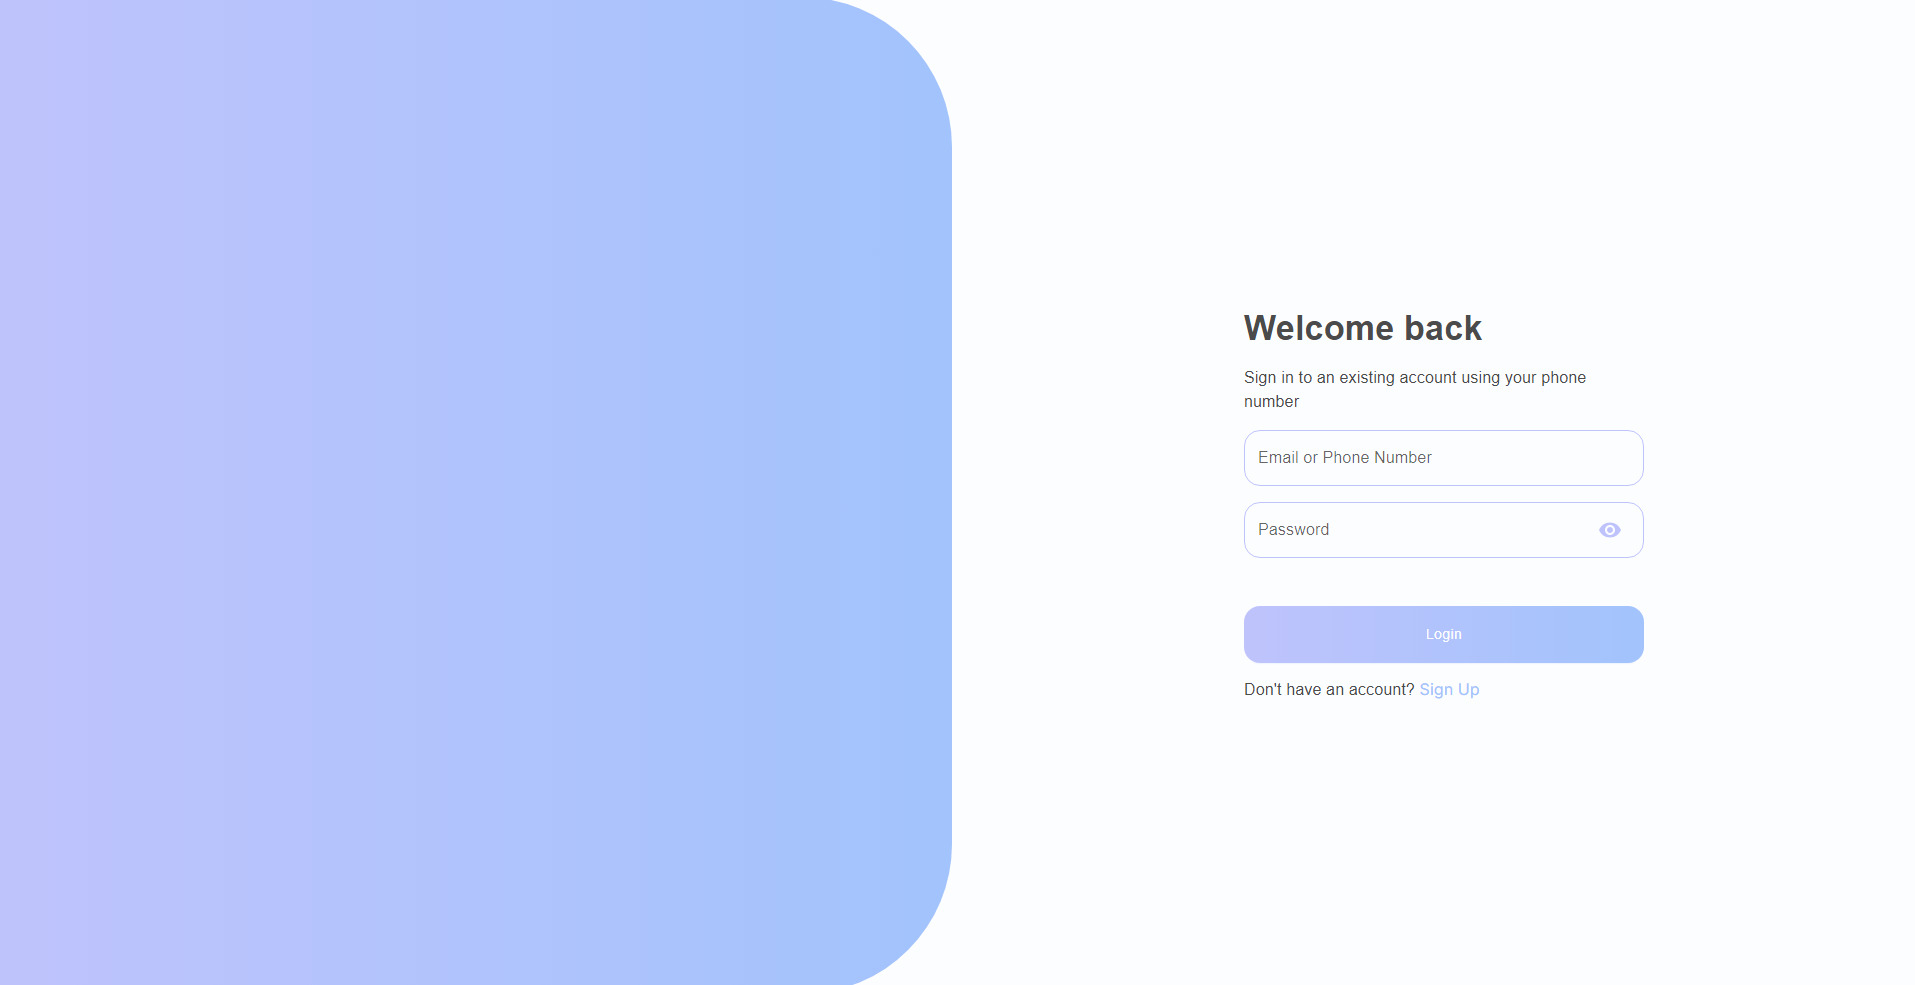 Welcome back
Sign in to an existing account using your phone
number
Email or Phone Number
Password
Login
Don't have an account? Sign Up